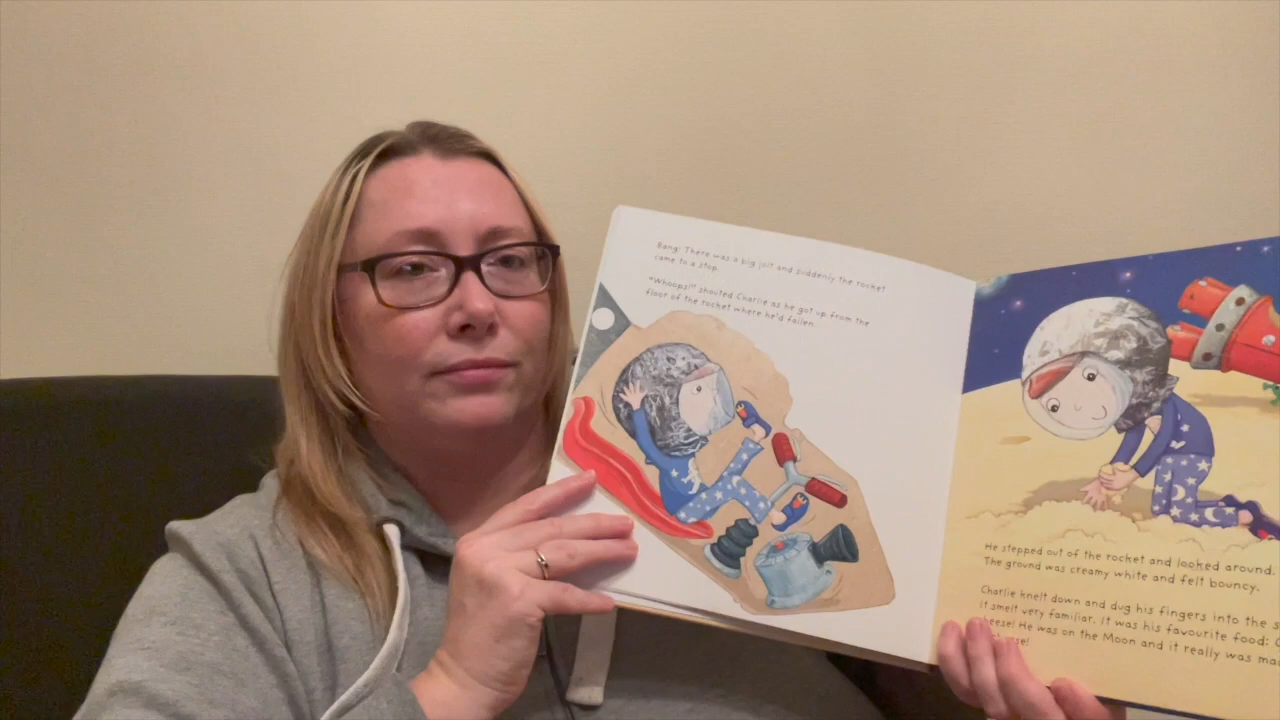 Bang! There was a big jolt and suddenly the rocket
came to a stop.
"Whoops!" shouted Charlie as he got up from the
floor of the rocket where he'd fallen.
He stepped out of the rocket and looked around.
The ground was creamy white and felt bouncy.
Charlie knelt down and dug his fingers into the
It smelt very familiar. It was his favourite food:
cheese! He was on the Moon and it really was